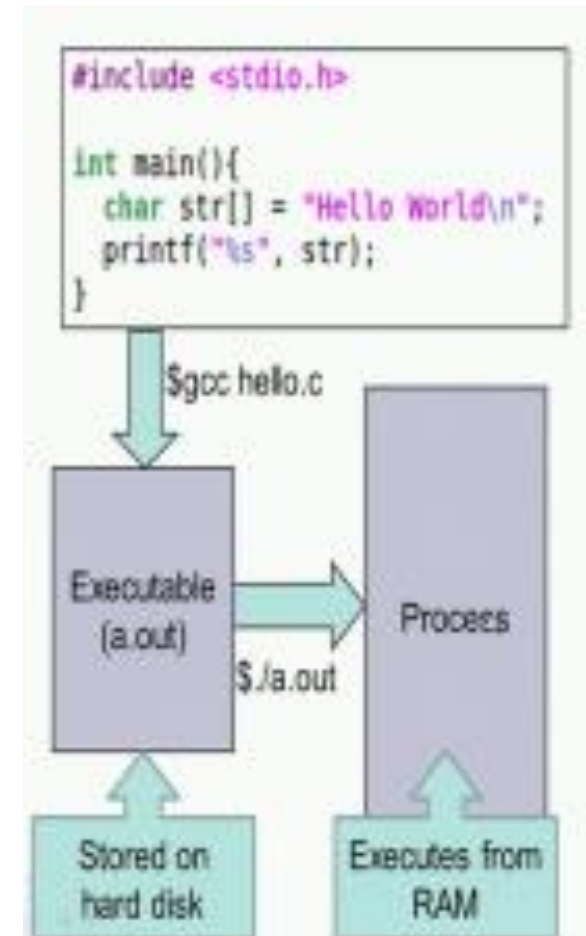 #include <stdio.h>
int main(){
char str[] = "Hello World\n";
printf("%s", str);
}
$gcc hello.c
Executable
(a.out)
$./a.out
Process
Stored on
hard disk
Executes from
RAM